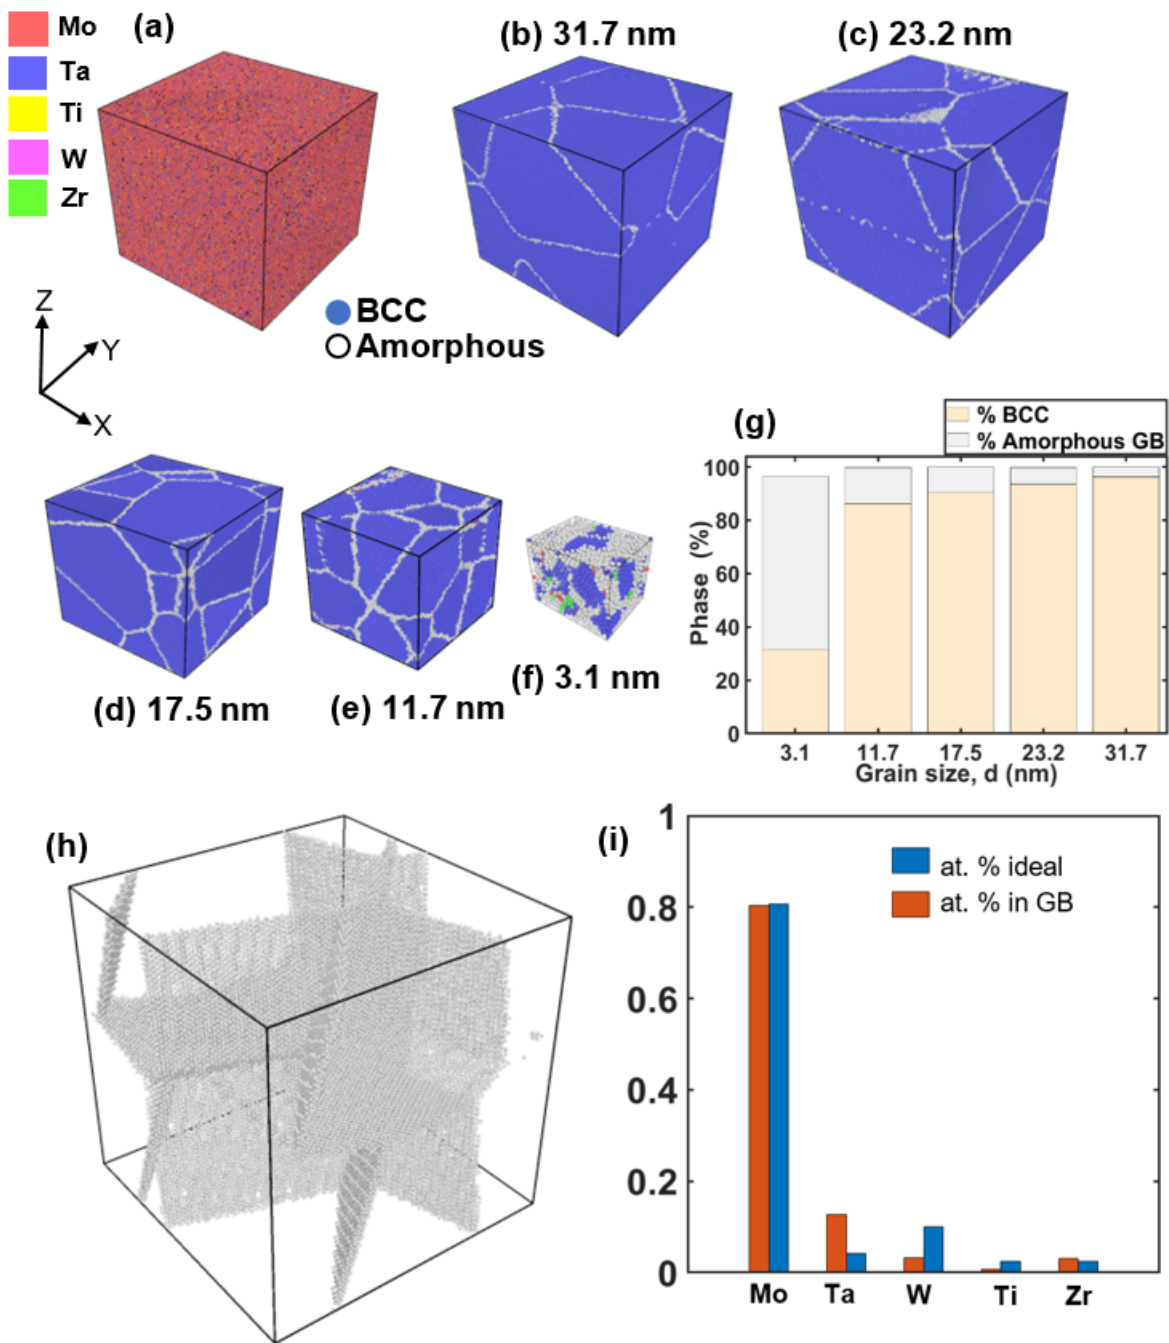 Mo
Ta
Ti
W
Zr
(a)
(b) 31.7 nm
(c) 23.2 nm
Z
Y
X
BCC
Amorphous
(d) 17.5 nm
(e) 11.7 nm
(f) 3.1 nm
(g)
% BCC
% Amorphous GB
100
80
60
40
20
0
Phase (%)
3.1 11.7 17.5 23.2 31.7
Grain size, d (nm)
(h)
(i)
at. % ideal
at. % in GB
1
0.8
0.6
0.4
0.2
0
Mo Ta W Ti Zr